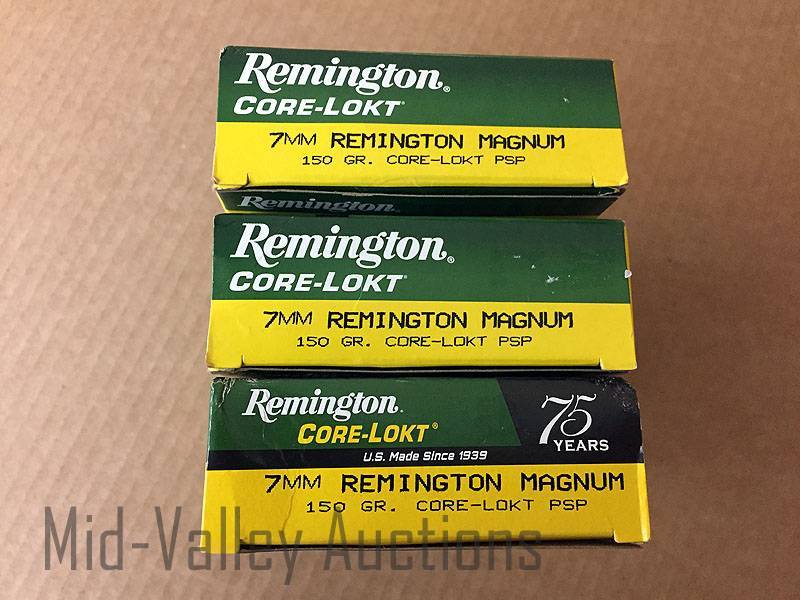 Remington®
CORE-LOKT®
7MM REMINGTON MAGNUM
150 GR. CORE-LOKT PSP
Remington
Remington®
CORE-LOKT®
7MM REMINGTON MAGNUM
150 GR. CORE-LOKT PSP
Remington®
CORE-LOKT®
U.S. Made Since 1939
75
YEARS
7MM REMINGTON MAGNUM
150 GR. CORE-LOKT PSP
Mid-Valley Auctions